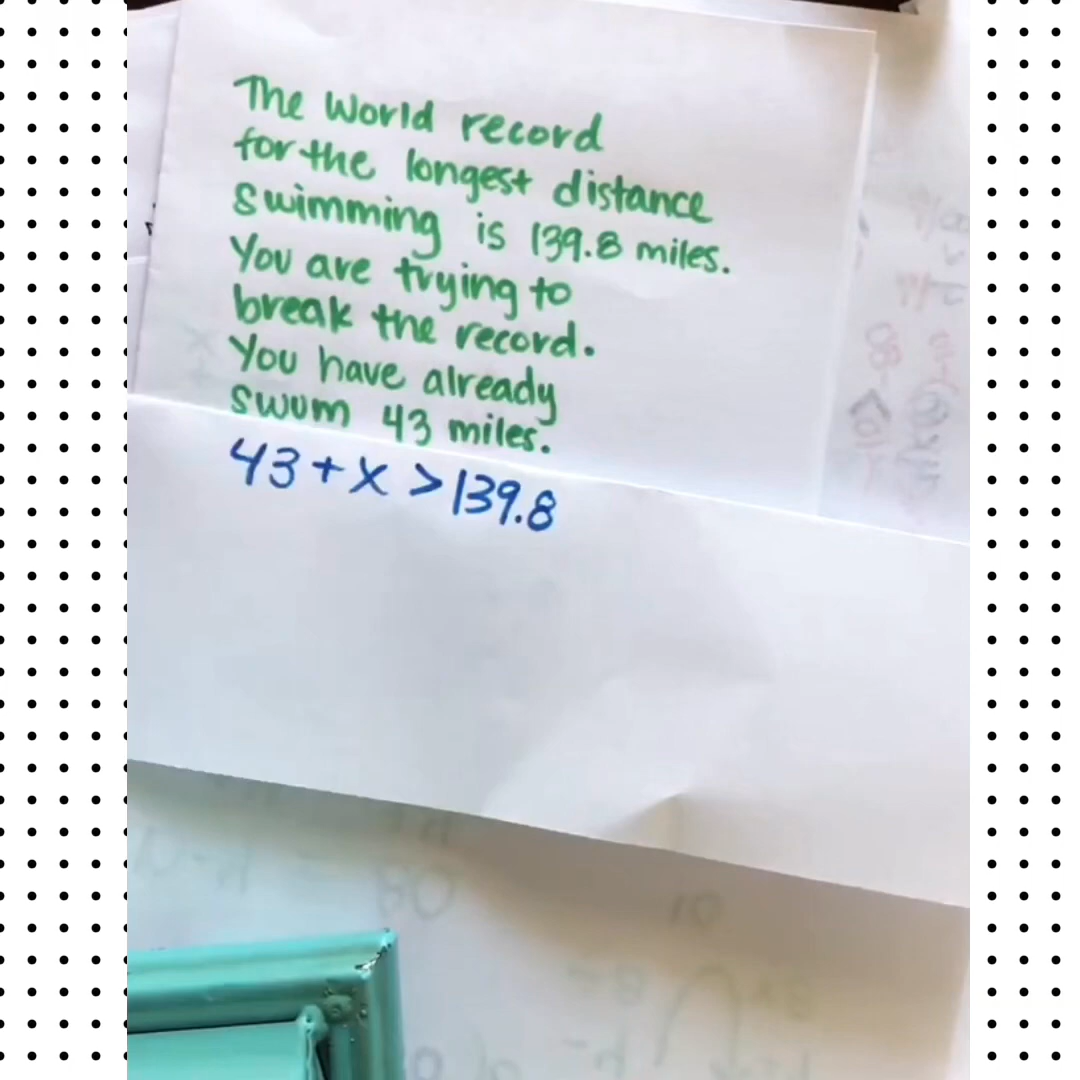 The World record
for the longest distance
swimming is 139.8 miles.
You are trying to
break the record.
You have already
swum 43 miles.
43 + x > 139.8